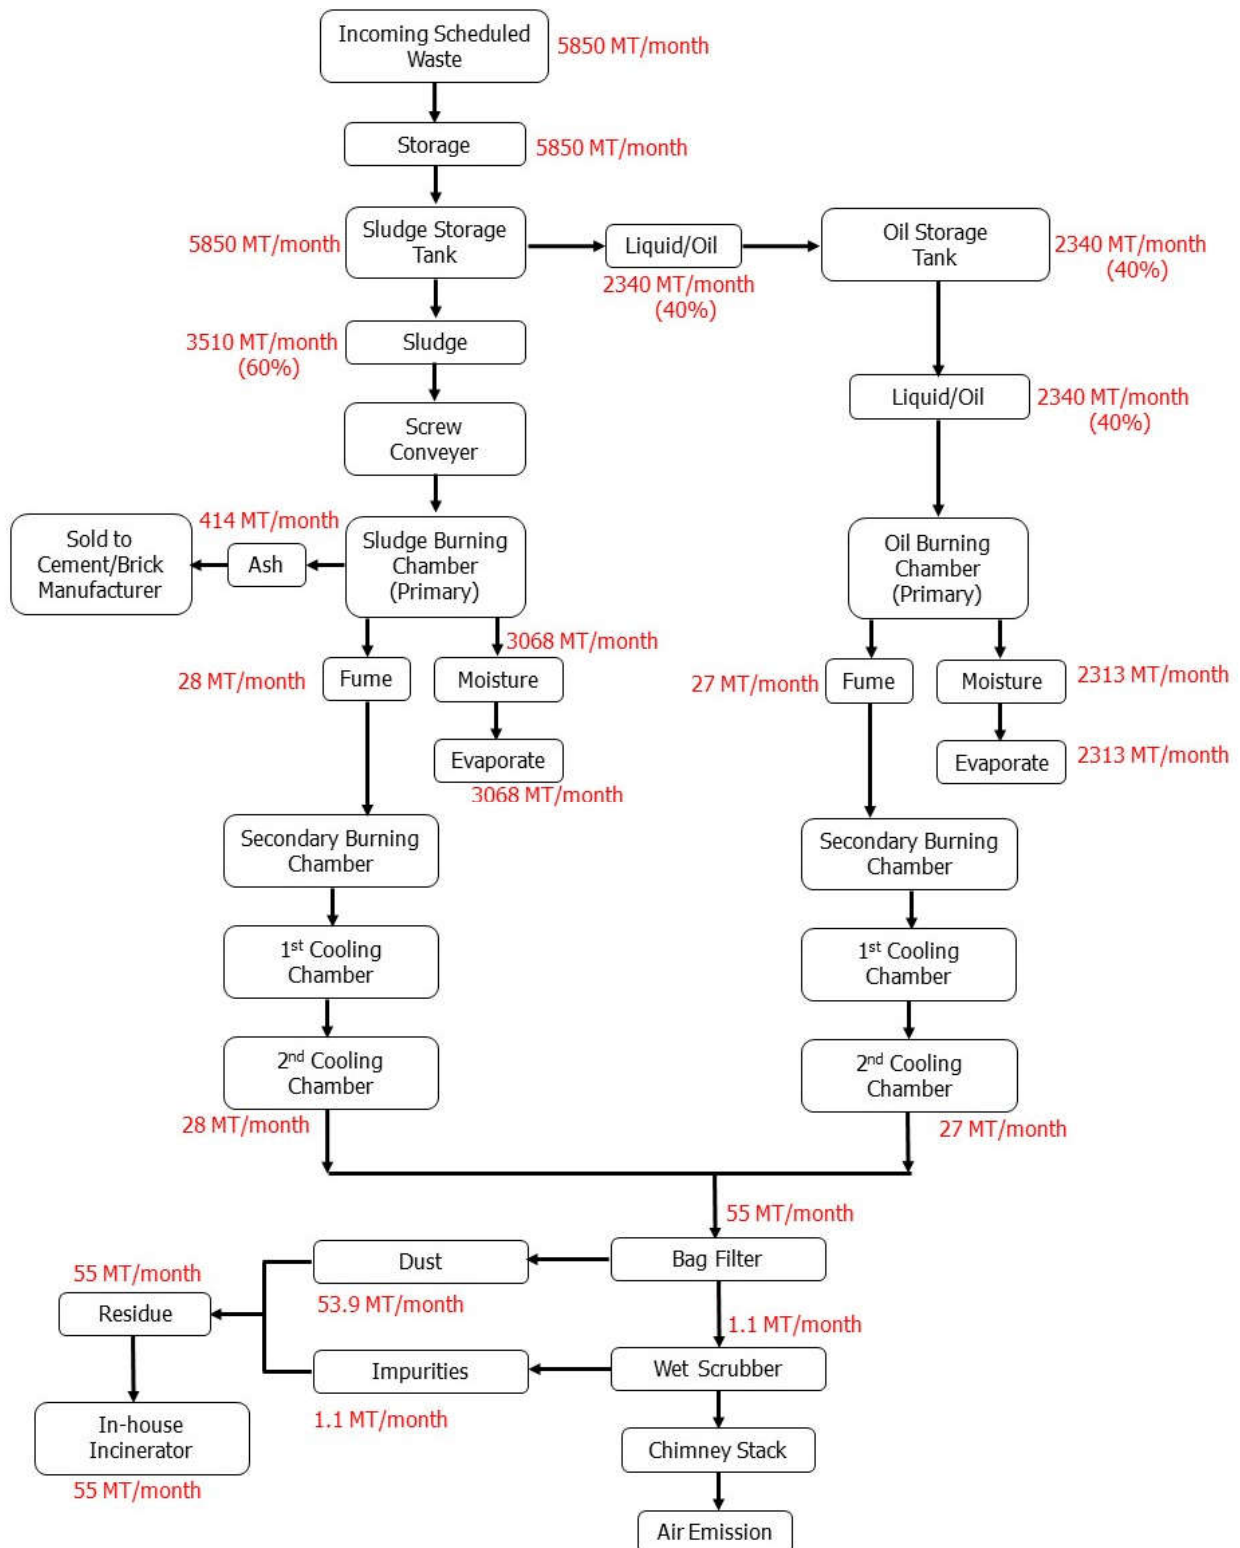 Incoming Scheduled
Waste
5850 MT/month
Storage
5850 MT/month
5850 MT/month
Sludge Storage
Tank
Liquid/Oil
2340 MT/month
(40%)
Oil Storage
Tank
2340 MT/month
(40%)
3510 MT/month
(60%)
Sludge
Liquid/Oil
2340 MT/month
(40%)
Screw
Conveyer
Sold to
Cement/Brick
Manufacturer
414 MT/month
Ash
Sludge Burning
Chamber
(Primary)
Oil Burning
Chamber
(Primary)
28 MT/month
Fume
3068 MT/month
Moisture
27 MT/month
Fume
Moisture
2313 MT/month
Evaporate
3068 MT/month
Evaporate
2313 MT/month
Secondary Burning
Chamber
Secondary Burning
Chamber
1st Cooling
Chamber
1st Cooling
Chamber
2nd Cooling
Chamber
2nd Cooling
Chamber
28 MT/month
27 MT/month
55 MT/month
Dust
53.9 MT/month
Bag Filter
55 MT/month
Residue
1.1 MT/month
Impurities
1.1 MT/month
Wet Scrubber
In-house
Incinerator
55 MT/month
Chimney Stack
Air Emission